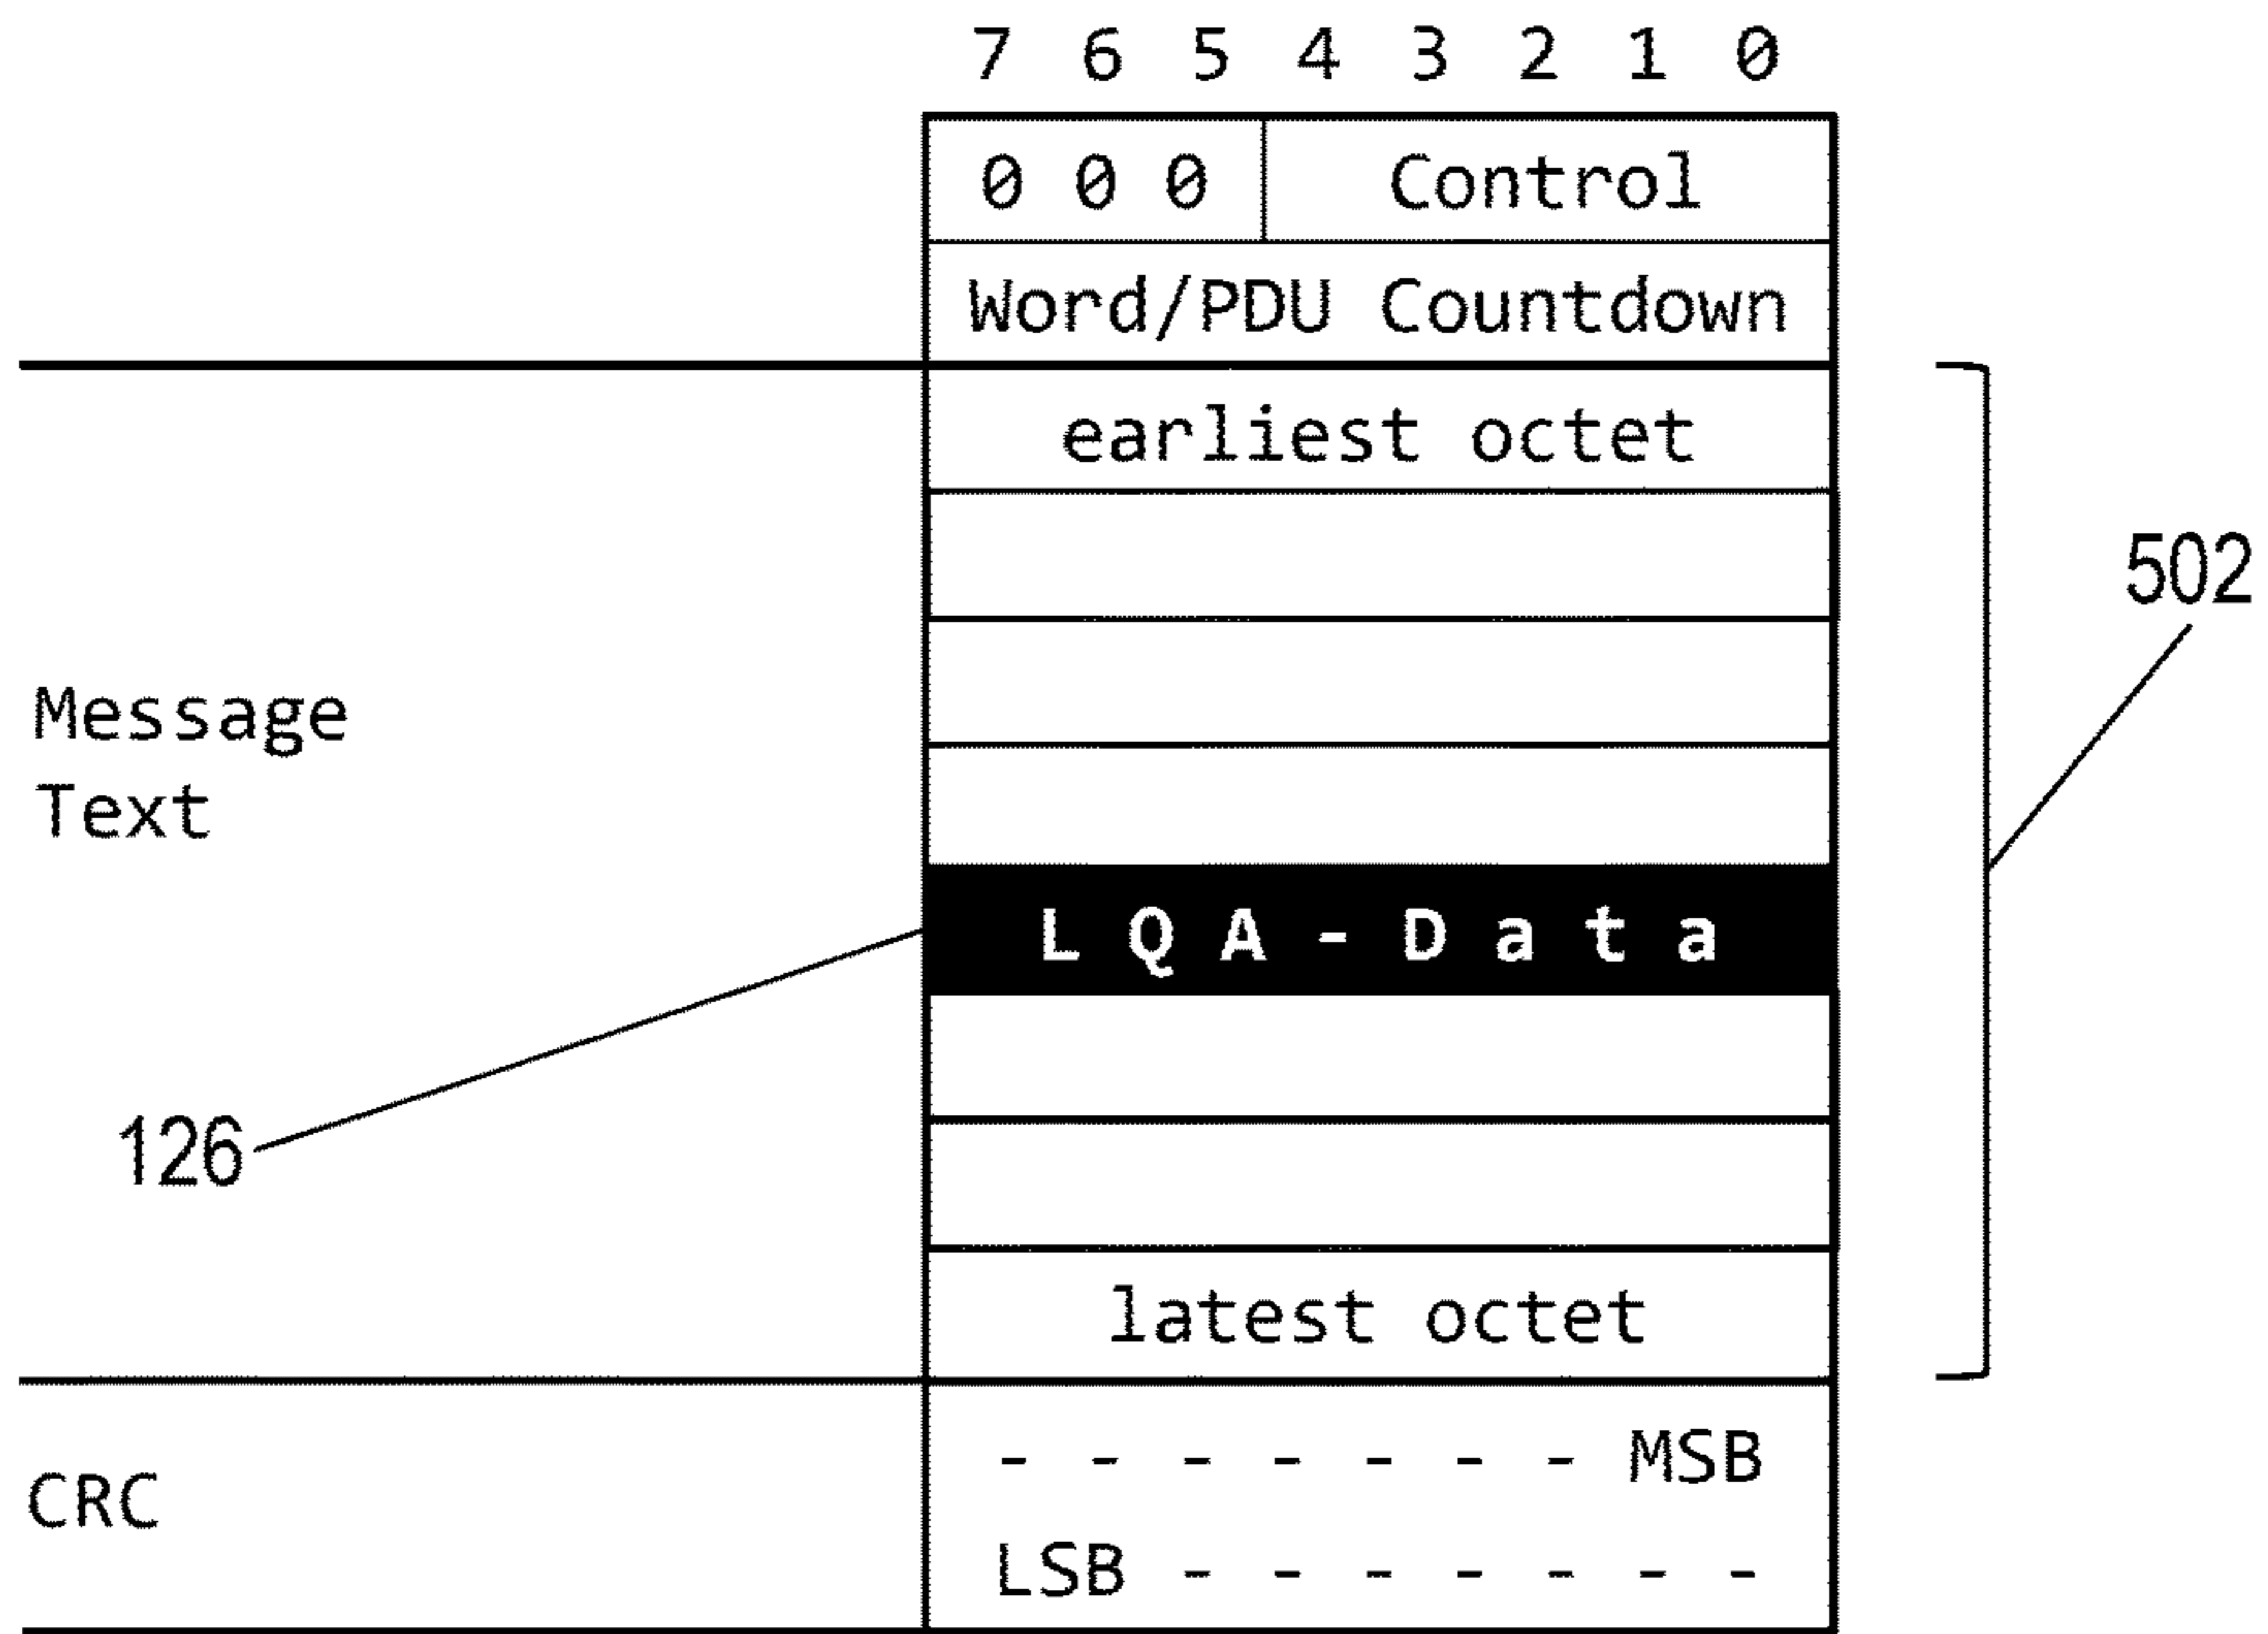 7 6 5 4 3 2 1 0
0 0 0 Control
Word/PDU Countdown
earliest octet
502
Message
Text
L Q A - D a t a
126
latest octet
- - - - - - - MSB
CRC
LSB - - - - - - -